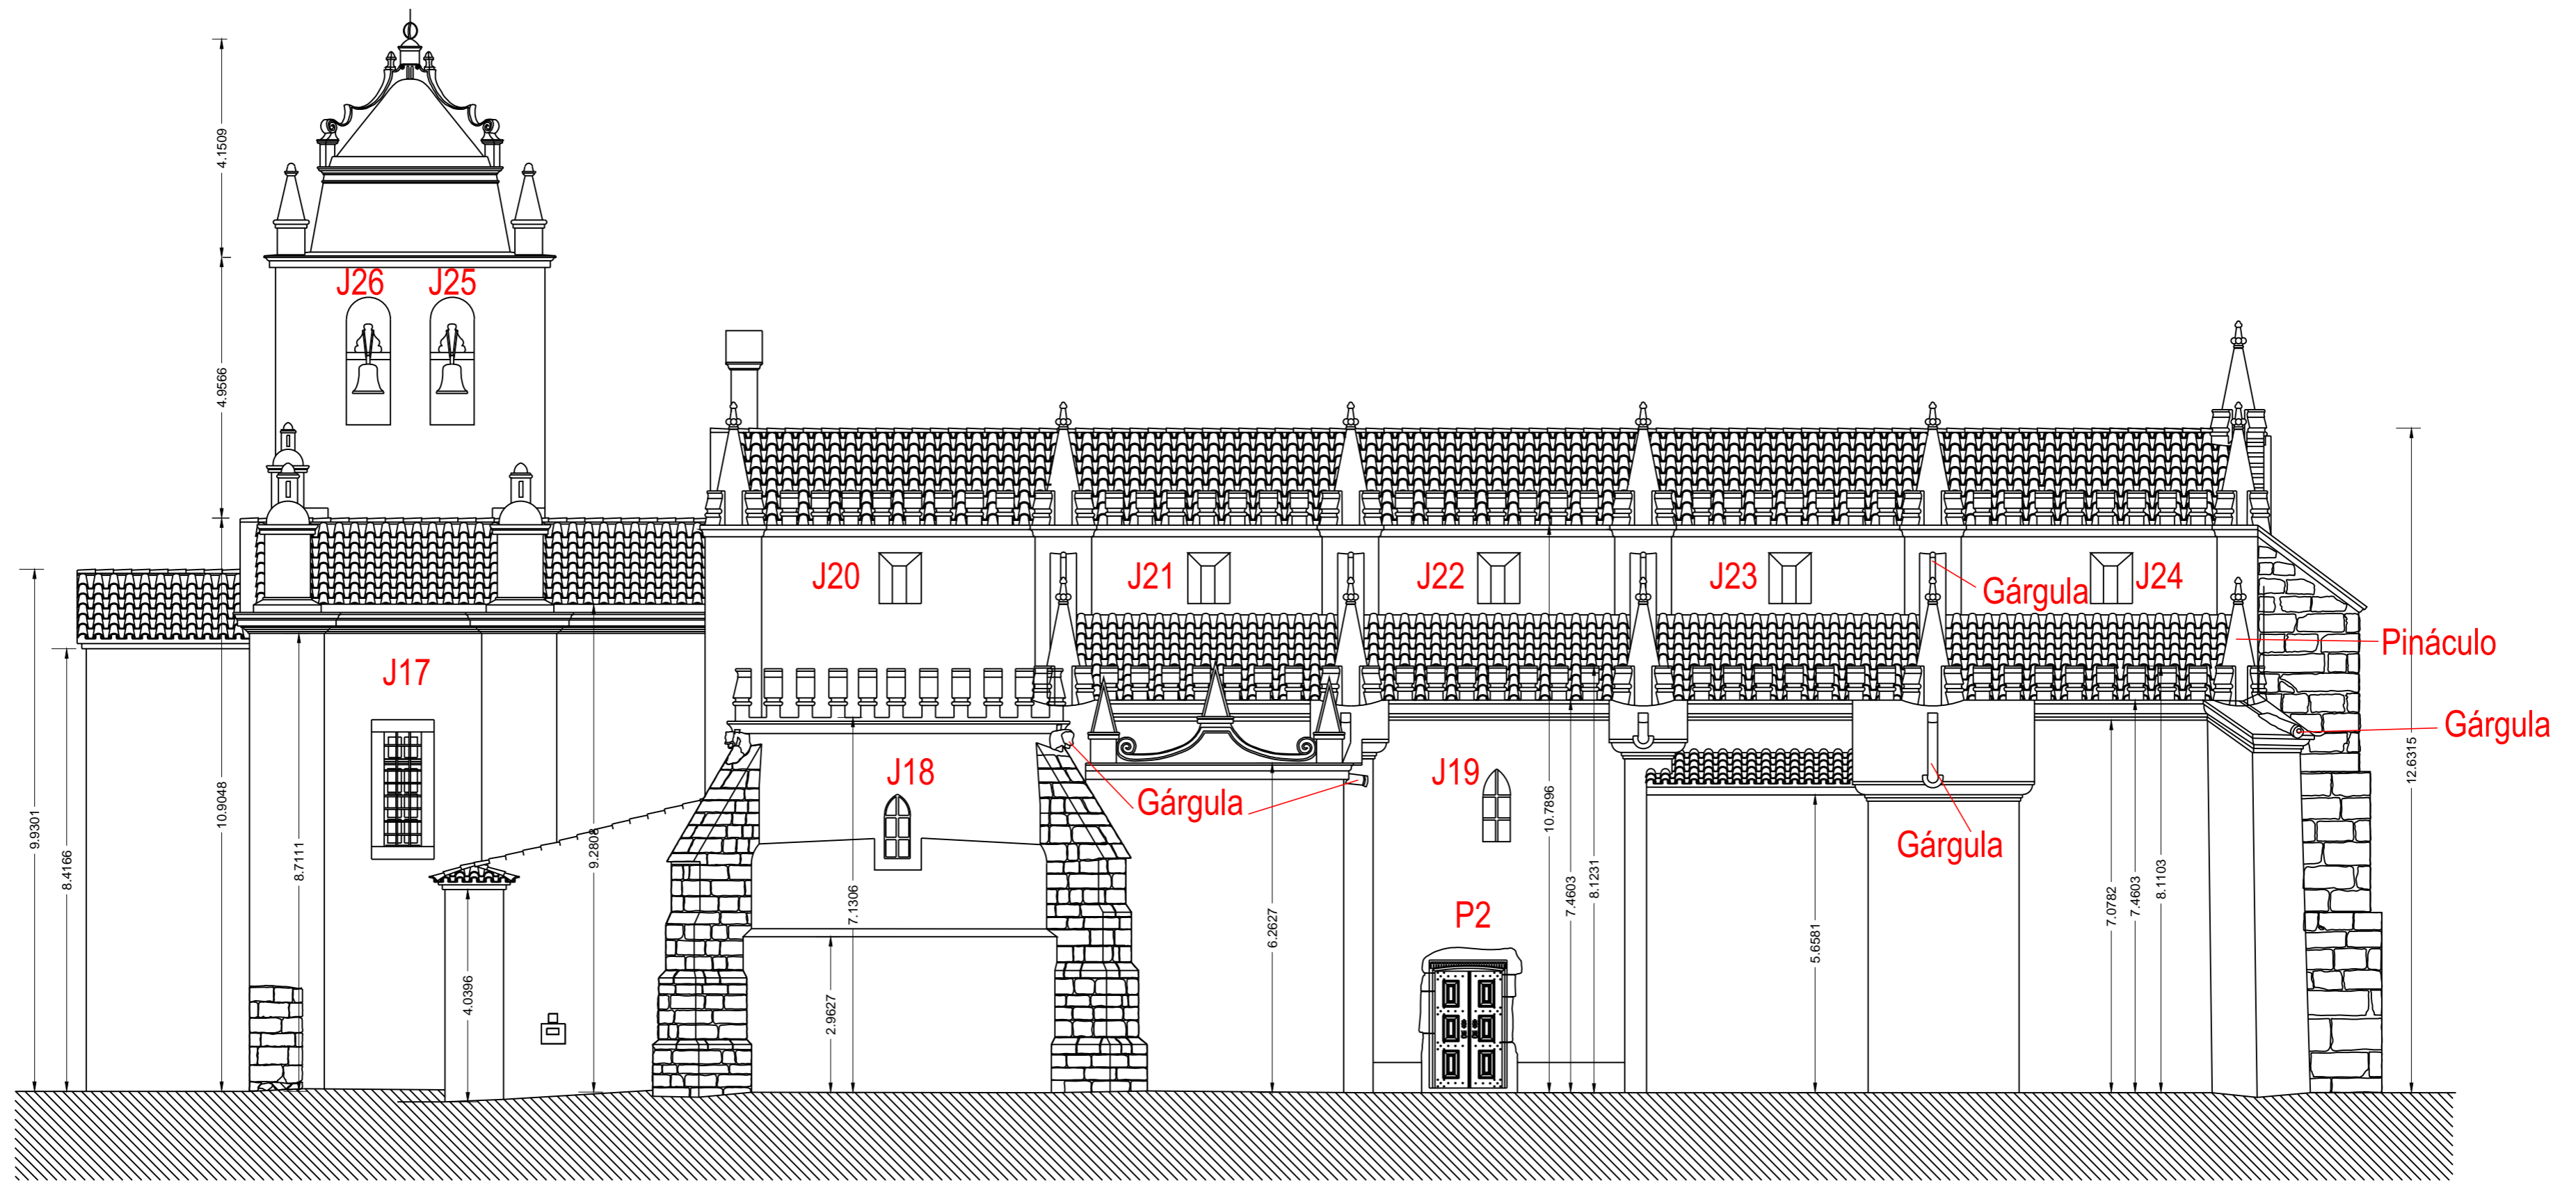 J26
J25
4.1509
4.9566
J20
J21
J22
J23
J24
Gárgula
Pináculo
J17
Gárgula
J18
J19
Gárgula
Gárgula
P2
9.9301
8.4166
10.9048
8.7111
4.0396
9.2808
2.9627
7.1306
6.2627
10.7896
7.4603
8.1231
5.6581
7.0782
7.4603
8.1103
12.6315